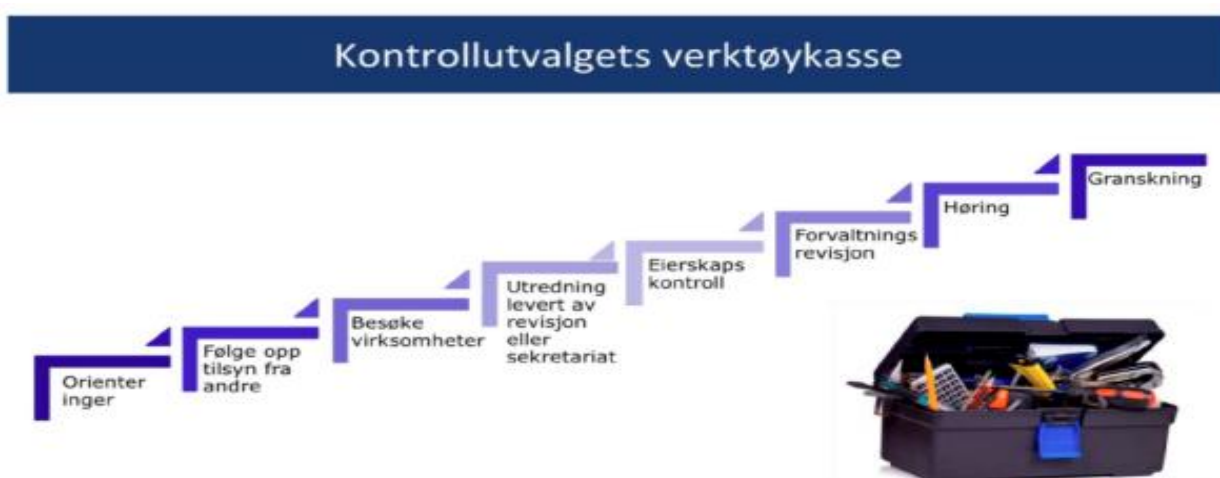 Kontrollutvalgets verktøykasse
Orienter
inger
Følge opp
tilsyn fra
andre
Besøke
virksomheter
Utredning
levert av
revisjon
eller
sekretariat
Eierskaps
kontroll
Forvaltnings
revisjon
Høring
Granskning